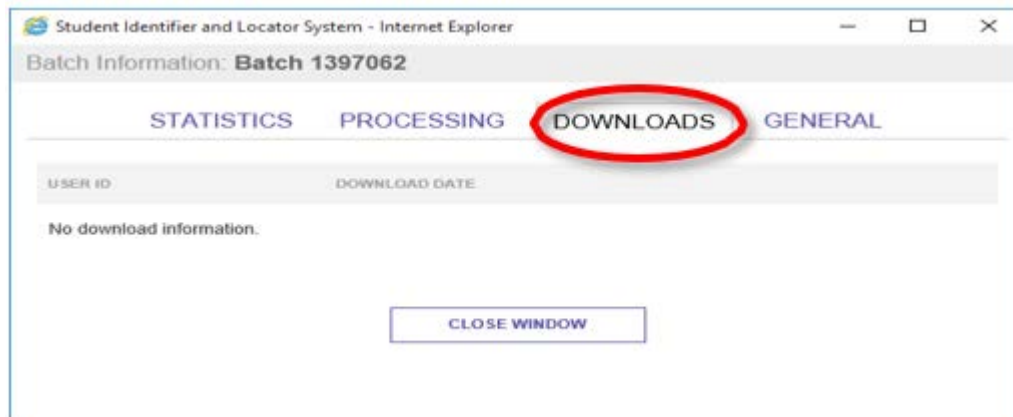 Student Identifier and Locator System - Internet Explorer
Batch Information: Batch 1397062
STATISTICS PROCESSING DOWNLOADS GENERAL
USER ID DOWNLOAD DATE
No download information.
CLOSE WINDOW